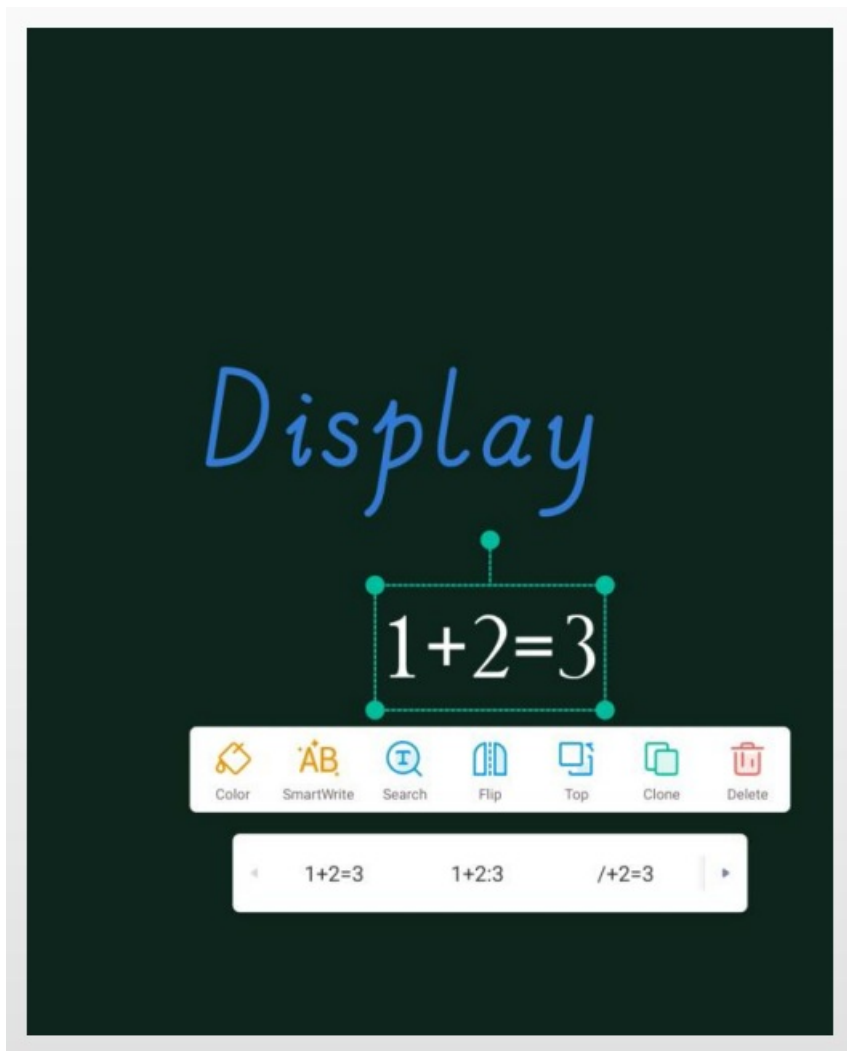 Display
1+2=3
Color SmartWrite Search Flip Top Clone Delete
1+2=3 1+2:3 /+2=3